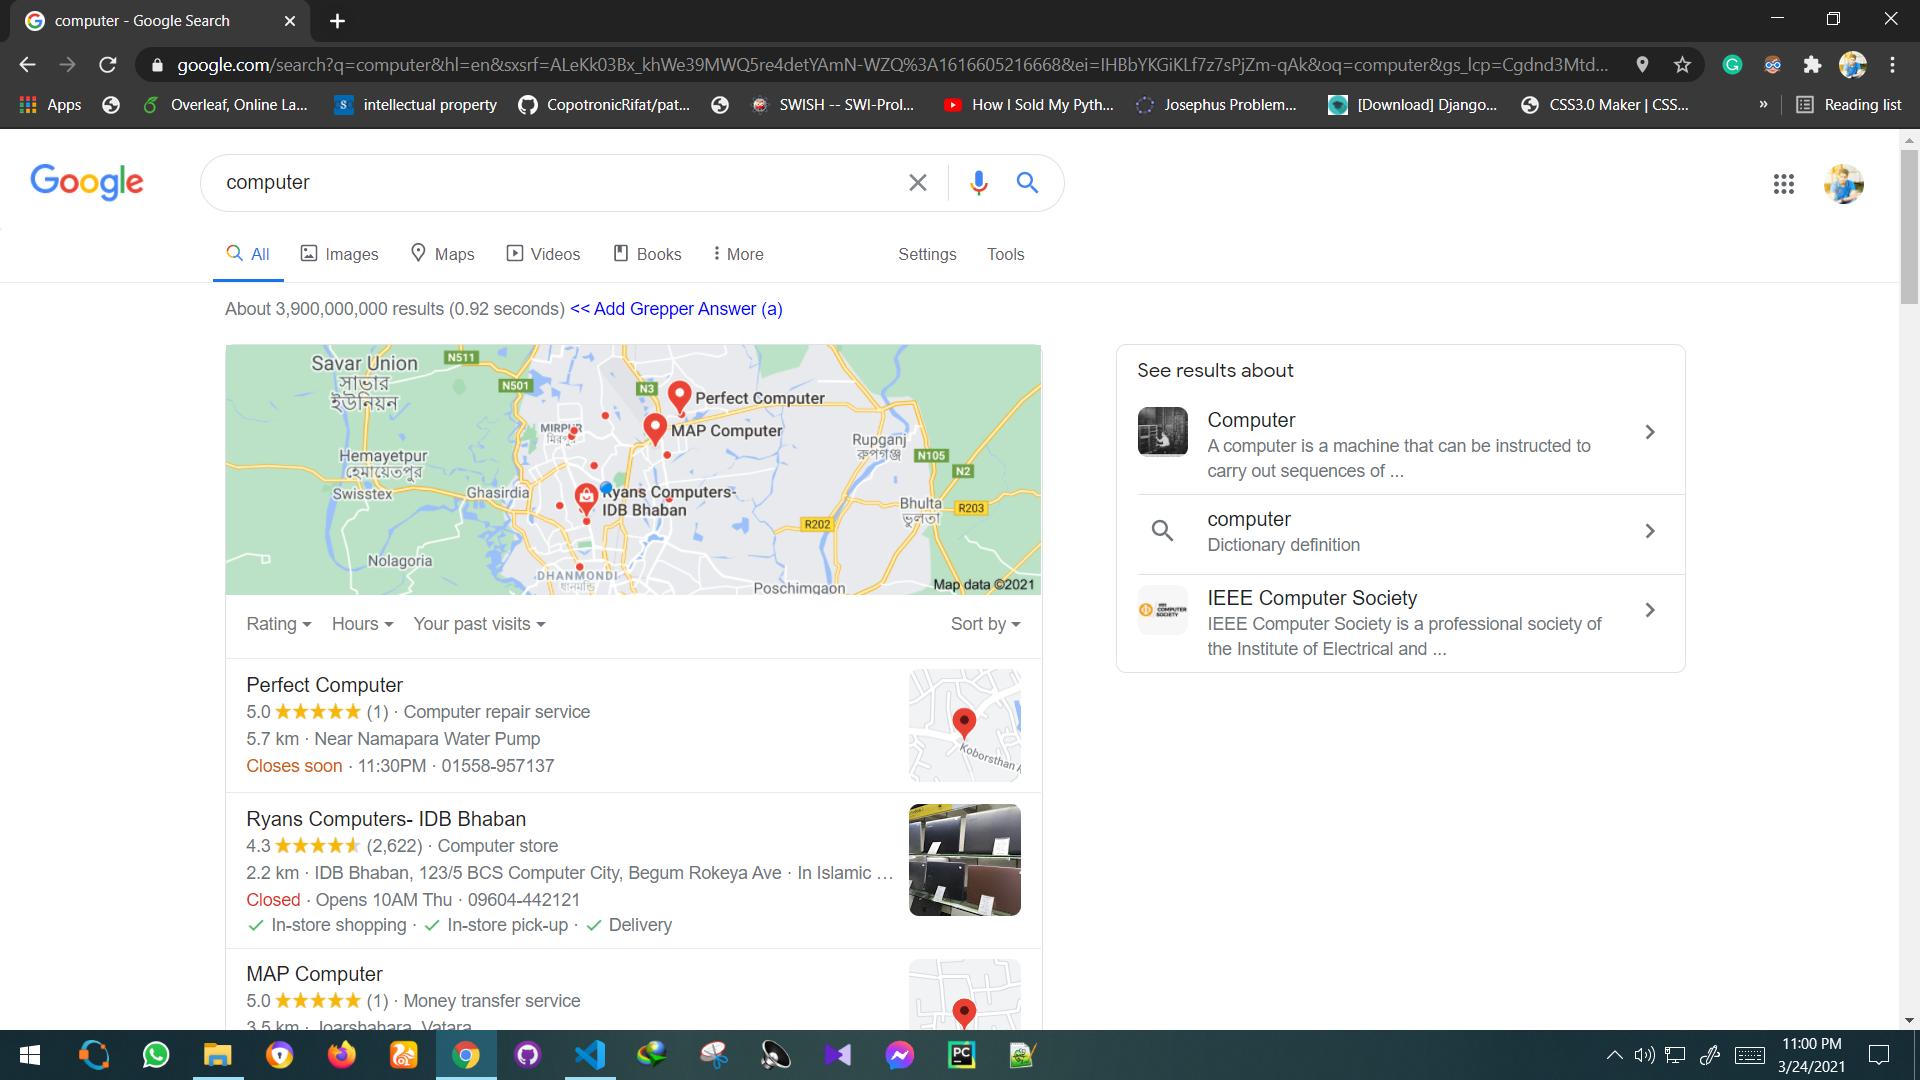 computer - Google Search
google.com/search?q=computer&hl=en&sxsrf=ALeKk03Bx_khWe39MWQ5re4detYAmN-WZQ%3A1616605216668&ei=IHBbYKGiKLf7z7sPjZm-qAk&oq=computer&gs_lcp=Cgdnd3Mtd...
Apps Overleaf, Online La... intellectual property CopotronicRifat/pat... SWISH -- SWI-Prol... How I Sold My Pyth... Josephus Problem... [Download] Django... CSS3.0 Maker | CSS... » Reading list
Google
computer
All Images Maps Videos Books More Settings Tools
About 3,900,000,000 results (0.92 seconds) << Add Grepper Answer (a)
Savar Union
সাভার
ইউনিয়ন
N511
N501
N3
Perfect Computer
MAP Computer
MIRPUR
মিরপুর
Hemayetpur
হেমায়েতপুর
Swisstex
Ghasirdia
Ryans Computers-
IDB Bhaban
Rupganj
রুপগঞ্জ
N105
N2
Bhulta
ভুলতা
R203
R202
Nolagoria
DHANMONDI
ধানমন্ডি
Poschimgaon
Map data ©2021
Rating Hours Your past visits Sort by
Perfect Computer
5.0 (1) · Computer repair service
5.7 km · Near Namapara Water Pump
Closes soon · 11:30PM · 01558-957137
Koborsthan
Ryans Computers- IDB Bhaban
4.3 (2,622) · Computer store
2.2 km · IDB Bhaban, 123/5 BCS Computer City, Begum Rokeya Ave · In Islamic ...
Closed · Opens 10AM Thu · 09604-442121
In-store shopping · In-store pick-up · Delivery
MAP Computer
5.0 (1) · Money transfer service
3.5 km · Joarshahara, Vatara
See results about
Computer
A computer is a machine that can be instructed to
carry out sequences of ...
computer
Dictionary definition
IEEE Computer Society
IEEE Computer Society is a professional society of
the Institute of Electrical and ...
COMPUTER
SOCIETY
PC
11:00 PM
3/24/2021